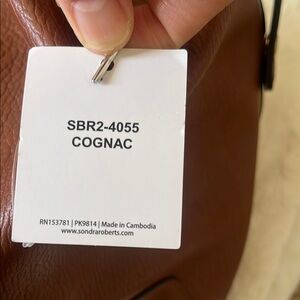 SBR2-4055
COGNAC
RN153781 | PK9814 | Made in Cambodia
www.sondraroberts.com